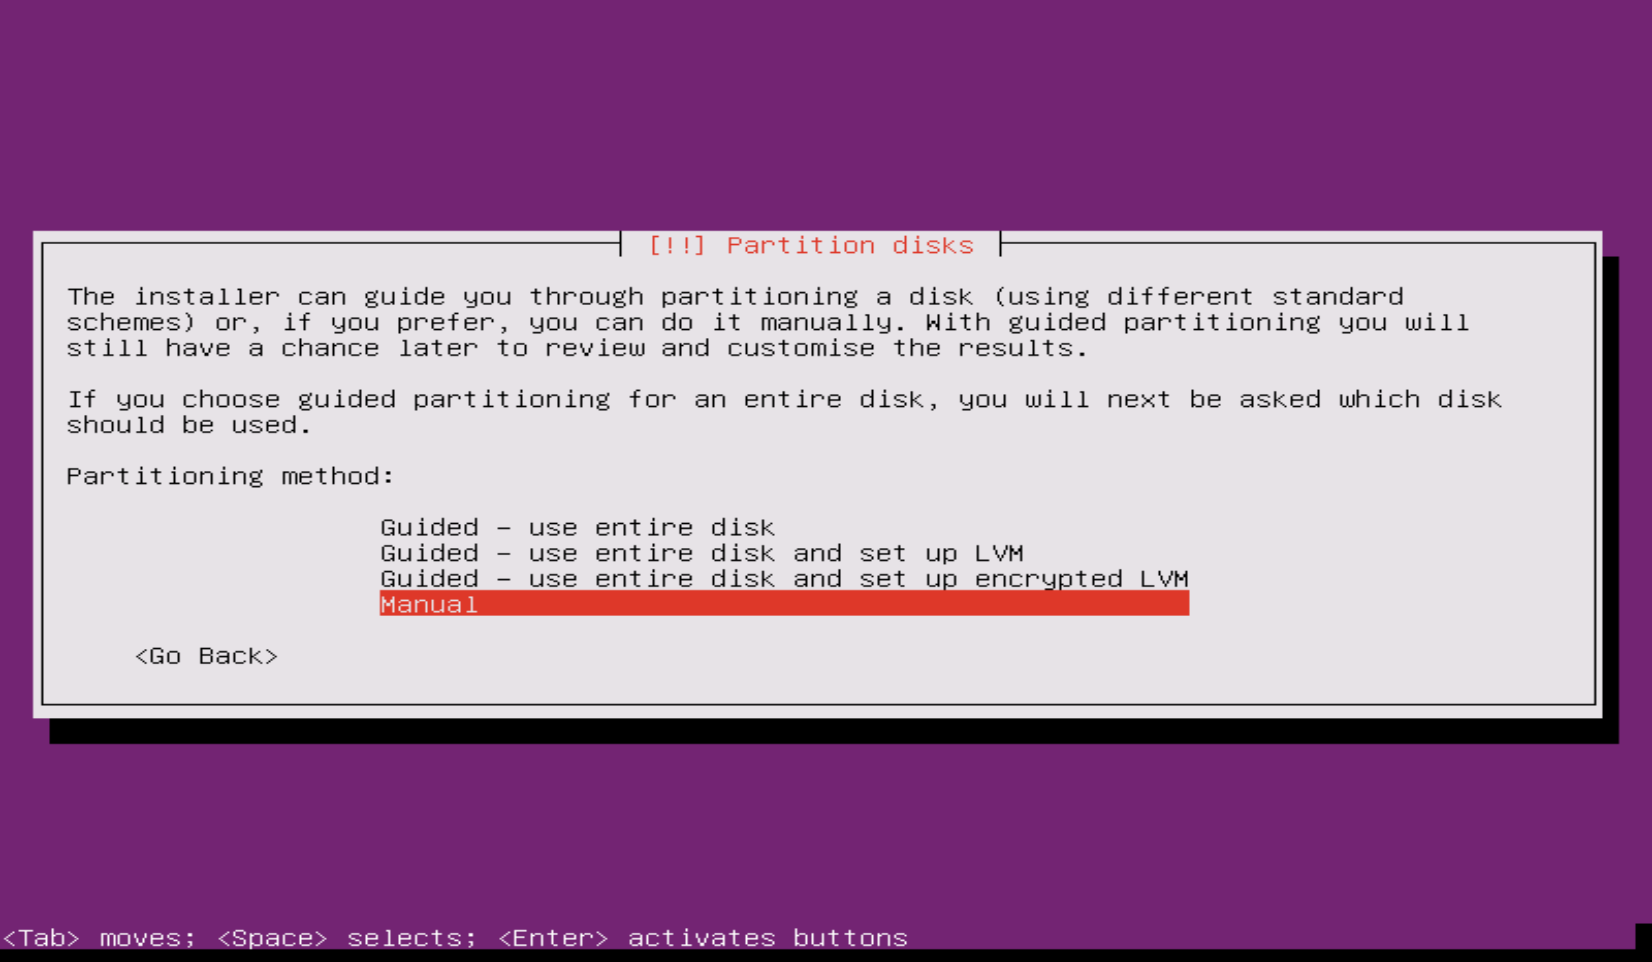 [!!] Partition disks
The installer can guide you through partitioning a disk (using different standard
schemes) or, if you prefer, you can do it manually. With guided partitioning you will
still have a chance later to review and customise the results.
If you choose guided partitioning for an entire disk, you will next be asked which disk
should be used.
Partitioning method:
Guided - use entire disk
Guided - use entire disk and set up LVM
Guided - use entire disk and set up encrypted LVM
Manual
<Go Back>
<Tab> moves; <Space> selects; <Enter> activates buttons